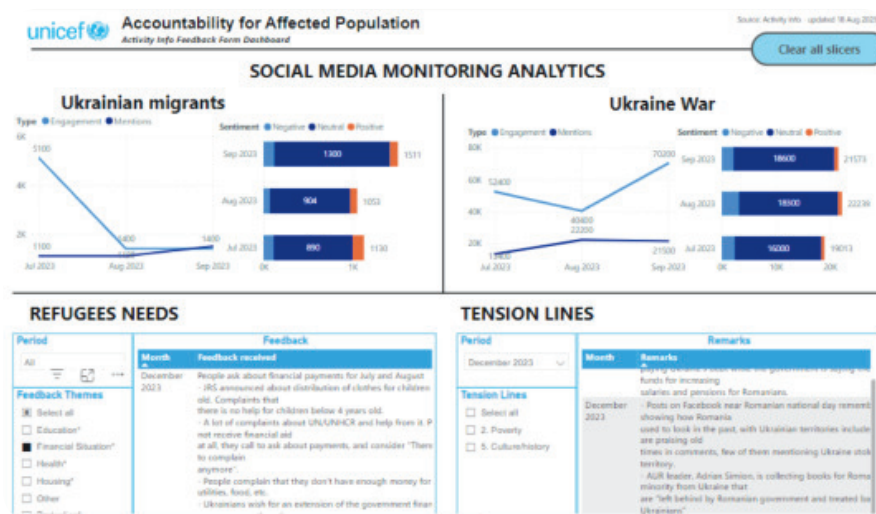 unicef
Accountability for Affected Population
Activity Info Feedback Form Dashboard
Source: Activity Info updated 18 Aug 2025
Clear all slicers
SOCIAL MEDIA MONITORING ANALYTICS
Ukrainian migrants
Type Engagement Mentions
6K
4K
2K
5100
1100
1400
1400
Jul 2023 Aug 2023 Sep 2023
Sentiment Negative Neutral Positive
Sep 2023 1300 1511
Aug 2023 904 1053
Jul 2023 890 1130
0K 1K
Ukraine War
Type Engagement Mentions
80K
60K
40K
20K
52400
40400
22200
70200
21500
Jul 2023 Aug 2023 Sep 2023
Sentiment Negative Neutral Positive
Sep 2023 18600 21573
Aug 2023 18300 22239
Jul 2023 16000 19013
0K 10K 20K
REFUGEES NEEDS
Period
All
Feedback Themes
Select all
Education*
Financial Situation*
Health*
Housing*
Other
Feedback
Month Feedback received
December 2023
People ask about financial payments for July and August
- JRS announced about distribution of clothes for children
old. Complaints that
there is no help for children below 4 years old.
- A lot of complaints about UN/UNHCR and help from it. P
not receive financial aid
at all, they call to ask about payments, and consider "There
to complain
anymore".
- People complain that they don't have enough money for
utilities, food, etc.
- Ukrainians wish for an extension of the government finan
TENSION LINES
Period
December 2023
Tension Lines
Select all
2. Poverty
5. Culture/history
Remarks
Month Remarks
funds for increasing
salaries and pensions for Romanians.
December 2023
- Posts on Facebook near Romanian national day rememb
showing how Romania
used to look in the past, with Ukrainian territories include
are praising old
times in comments, few of them mentioning Ukraine stole
territory.
- AUR leader, Adrian Simion, is collecting books for Roma
minority from Ukraine that
are "left behind by Romanian government and treated ba
Ukrainians"